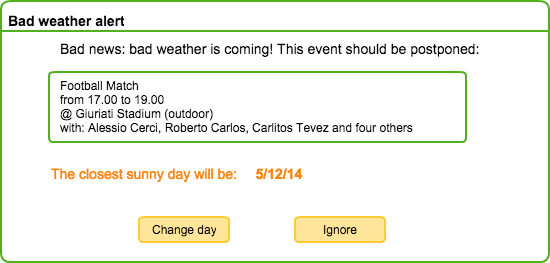 Bad weather alert
Bad news: bad weather is coming! This event should be postponed:
Football Match
from 17.00 to 19.00
@ Giuriati Stadium (outdoor)
with: Alessio Cerci, Roberto Carlos, Carlitos Tevez and four others
The closest sunny day will be: 5/12/14
Change day Ignore